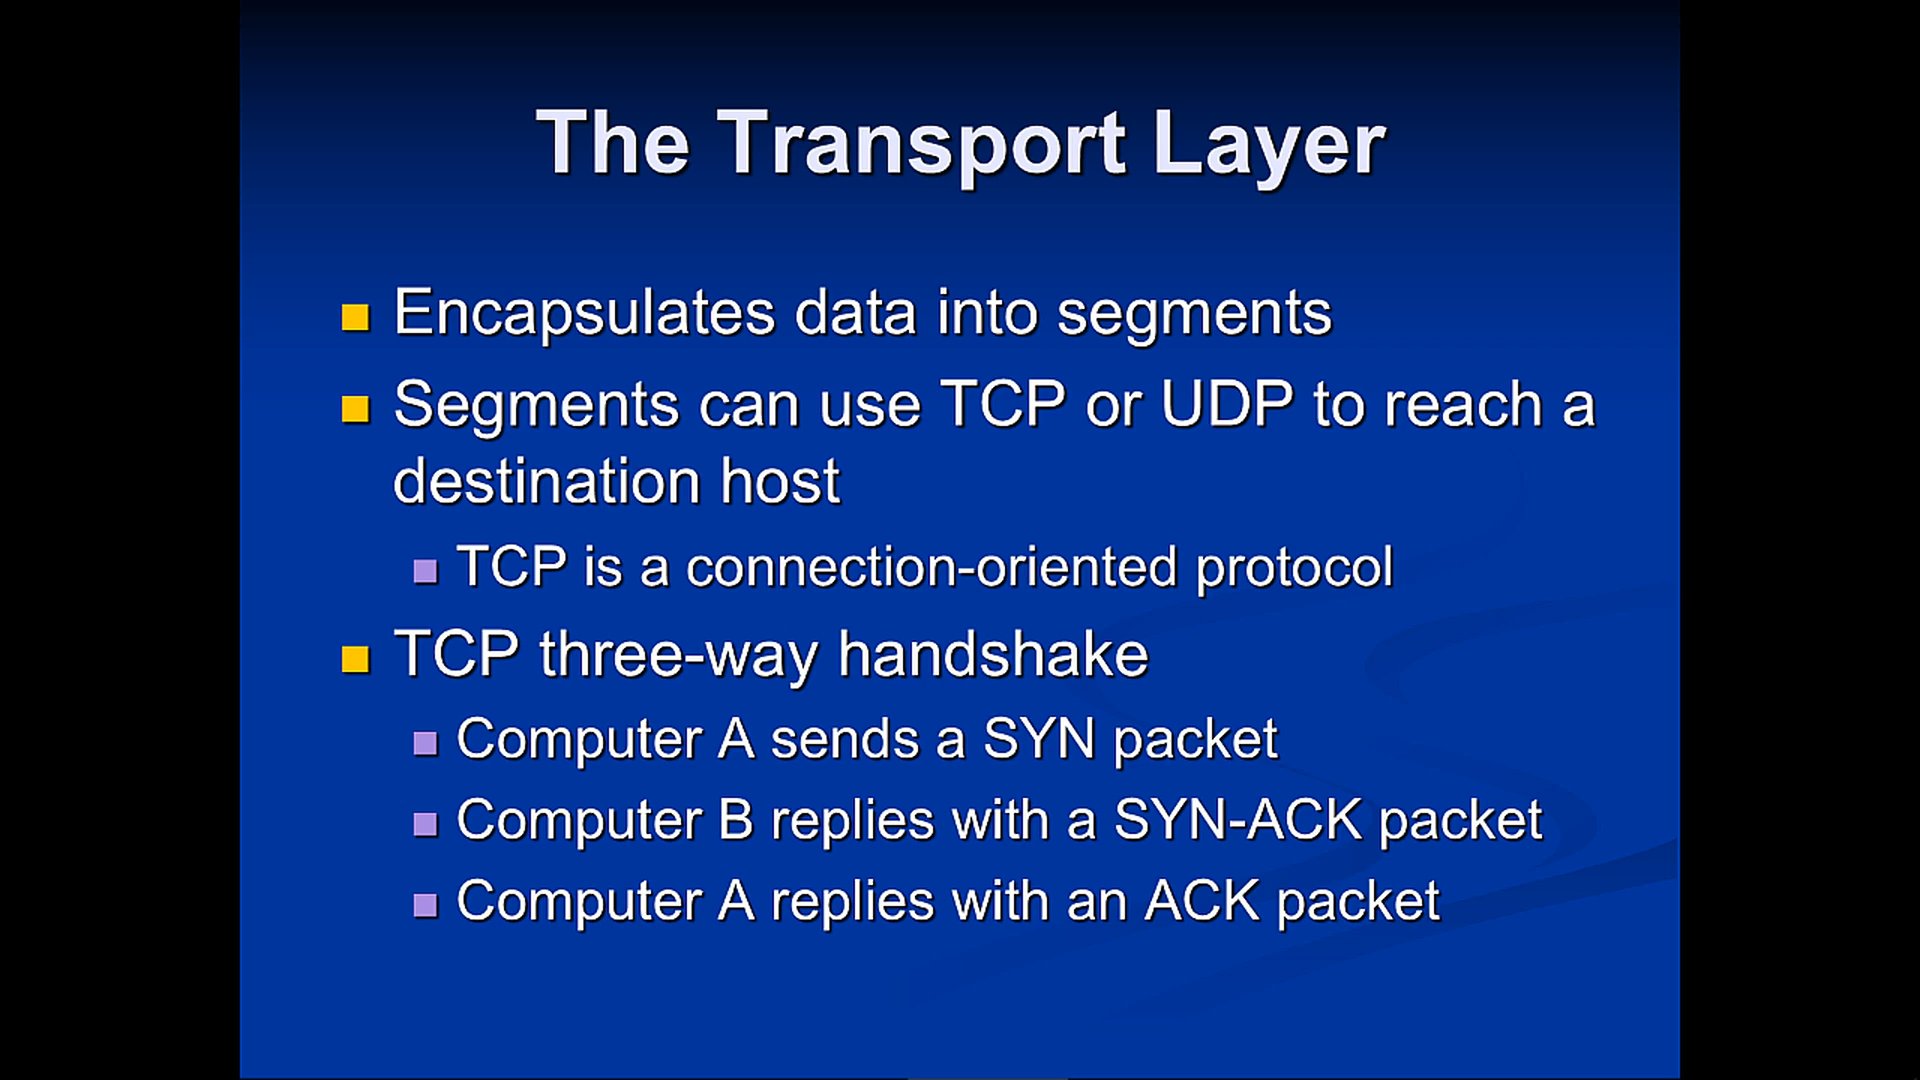 The Transport Layer
Encapsulates data into segments
Segments can use TCP or UDP to reach a
destination host
TCP is a connection-oriented protocol
TCP three-way handshake
Computer A sends a SYN packet
Computer B replies with a SYN-ACK packet
Computer A replies with an ACK packet